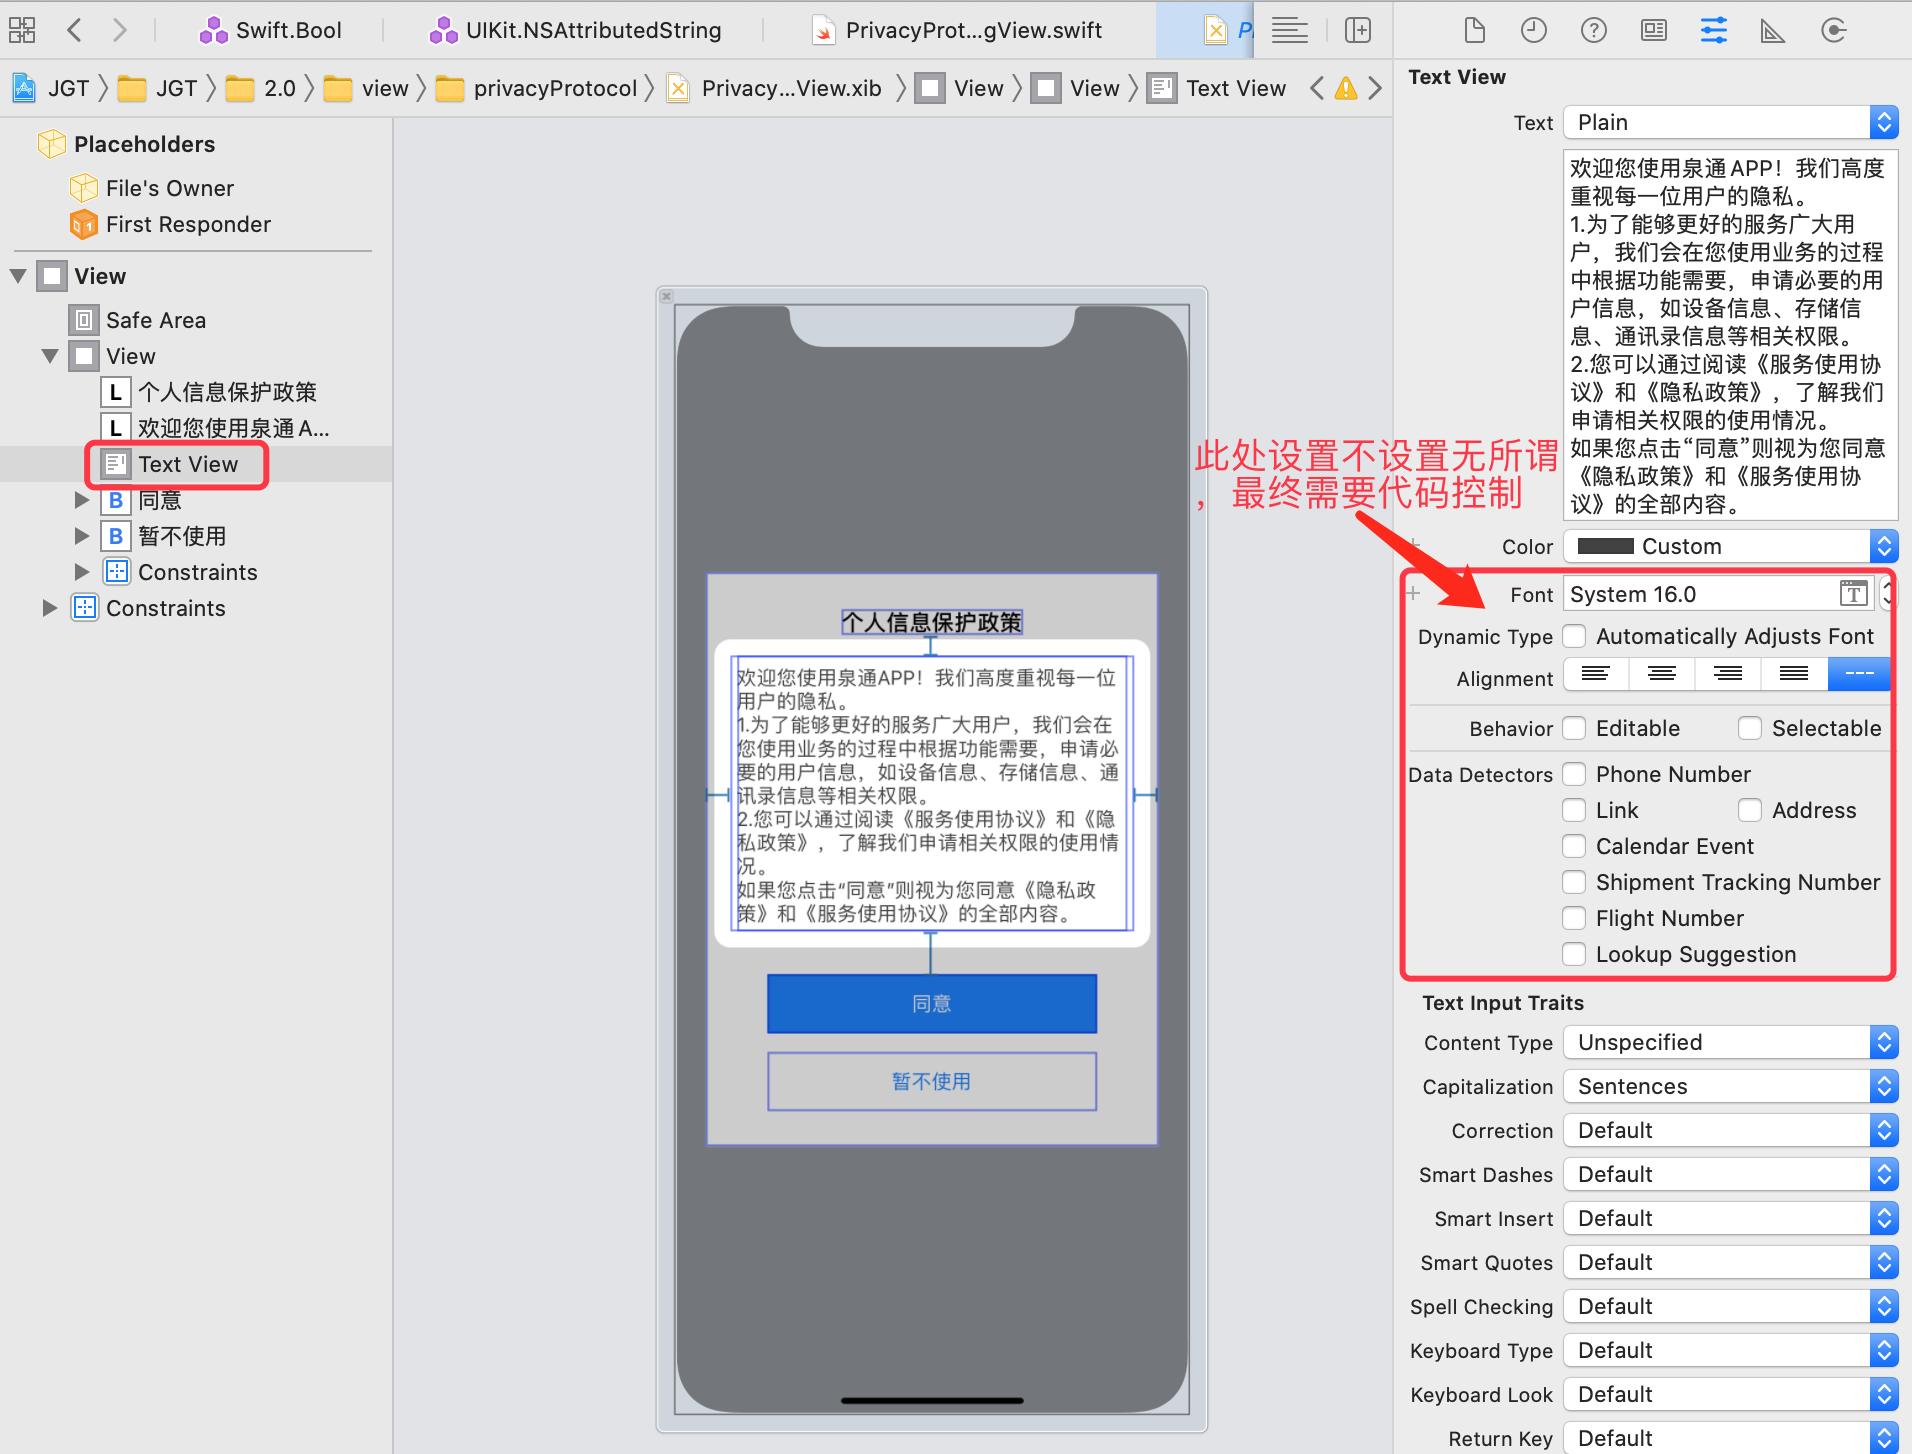 Swift.Bool
UIKit.NSAttributedString
PrivacyProt...gView.swift
JGT
JGT
2.0
view
privacyProtocol
Privacy...View.xib
View
View
Text View
Placeholders
File's Owner
First Responder
View
Safe Area
View
L 个人信息保护政策
L 欢迎您使用泉通 A...
Text View
B 同意
B 暂不使用
Constraints
Constraints
个人信息保护政策
欢迎您使用泉通APP！我们高度重视每一位
用户的隐私。
1.为了能够更好的服务广大用户，我们会在
您使用业务的过程中根据功能需要，申请必
要的用户信息，如设备信息、存储信息、通
讯录信息等相关权限。
2.您可以通过阅读《服务使用协议》和《隐
私政策》，了解我们申请相关权限的使用情
况。
如果您点击“同意”则视为您同意《隐私政
策》和《服务使用协议》的全部内容。
同意
暂不使用
此处设置不设置无所谓
，最终需要代码控制
Text View
Text Plain
欢迎您使用泉通APP！我们高度
重视每一位用户的隐私。
1.为了能够更好的服务广大用
户，我们会在您使用业务的过程
中根据功能需要，申请必要的用
户信息，如设备信息、存储信
息、通讯录信息等相关权限。
2.您可以通过阅读《服务使用协
议》和《隐私政策》，了解我们
申请相关权限的使用情况。
如果您点击“同意”则视为您同意
《隐私政策》和《服务使用协
议》的全部内容。
Color Custom
Font System 16.0 T
Dynamic Type Automatically Adjusts Font
Alignment ---
Behavior Editable Selectable
Data Detectors Phone Number
Link Address
Calendar Event
Shipment Tracking Number
Flight Number
Lookup Suggestion
Text Input Traits
Content Type Unspecified
Capitalization Sentences
Correction Default
Smart Dashes Default
Smart Insert Default
Smart Quotes Default
Spell Checking Default
Keyboard Type Default
Keyboard Look Default
Return Key Default